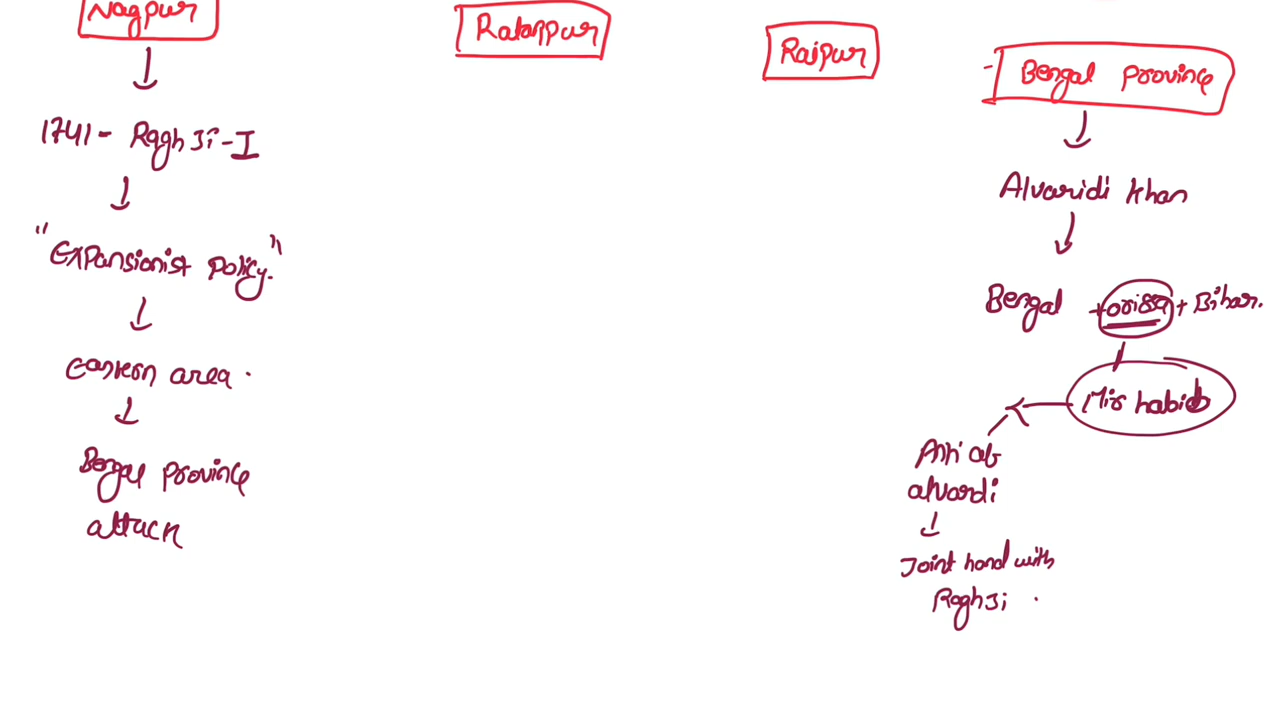 Nagpur
Ratanpur
Raipur
Bengal Province
1741- Raghji-I
"Expansionist Policy."
Eastern area.
Bengal Province
attack
Alvaridi Khan
Bengal + orissa + Bihar.
Mir habib
Anti of
alvardi
Joint hand with
Raghji